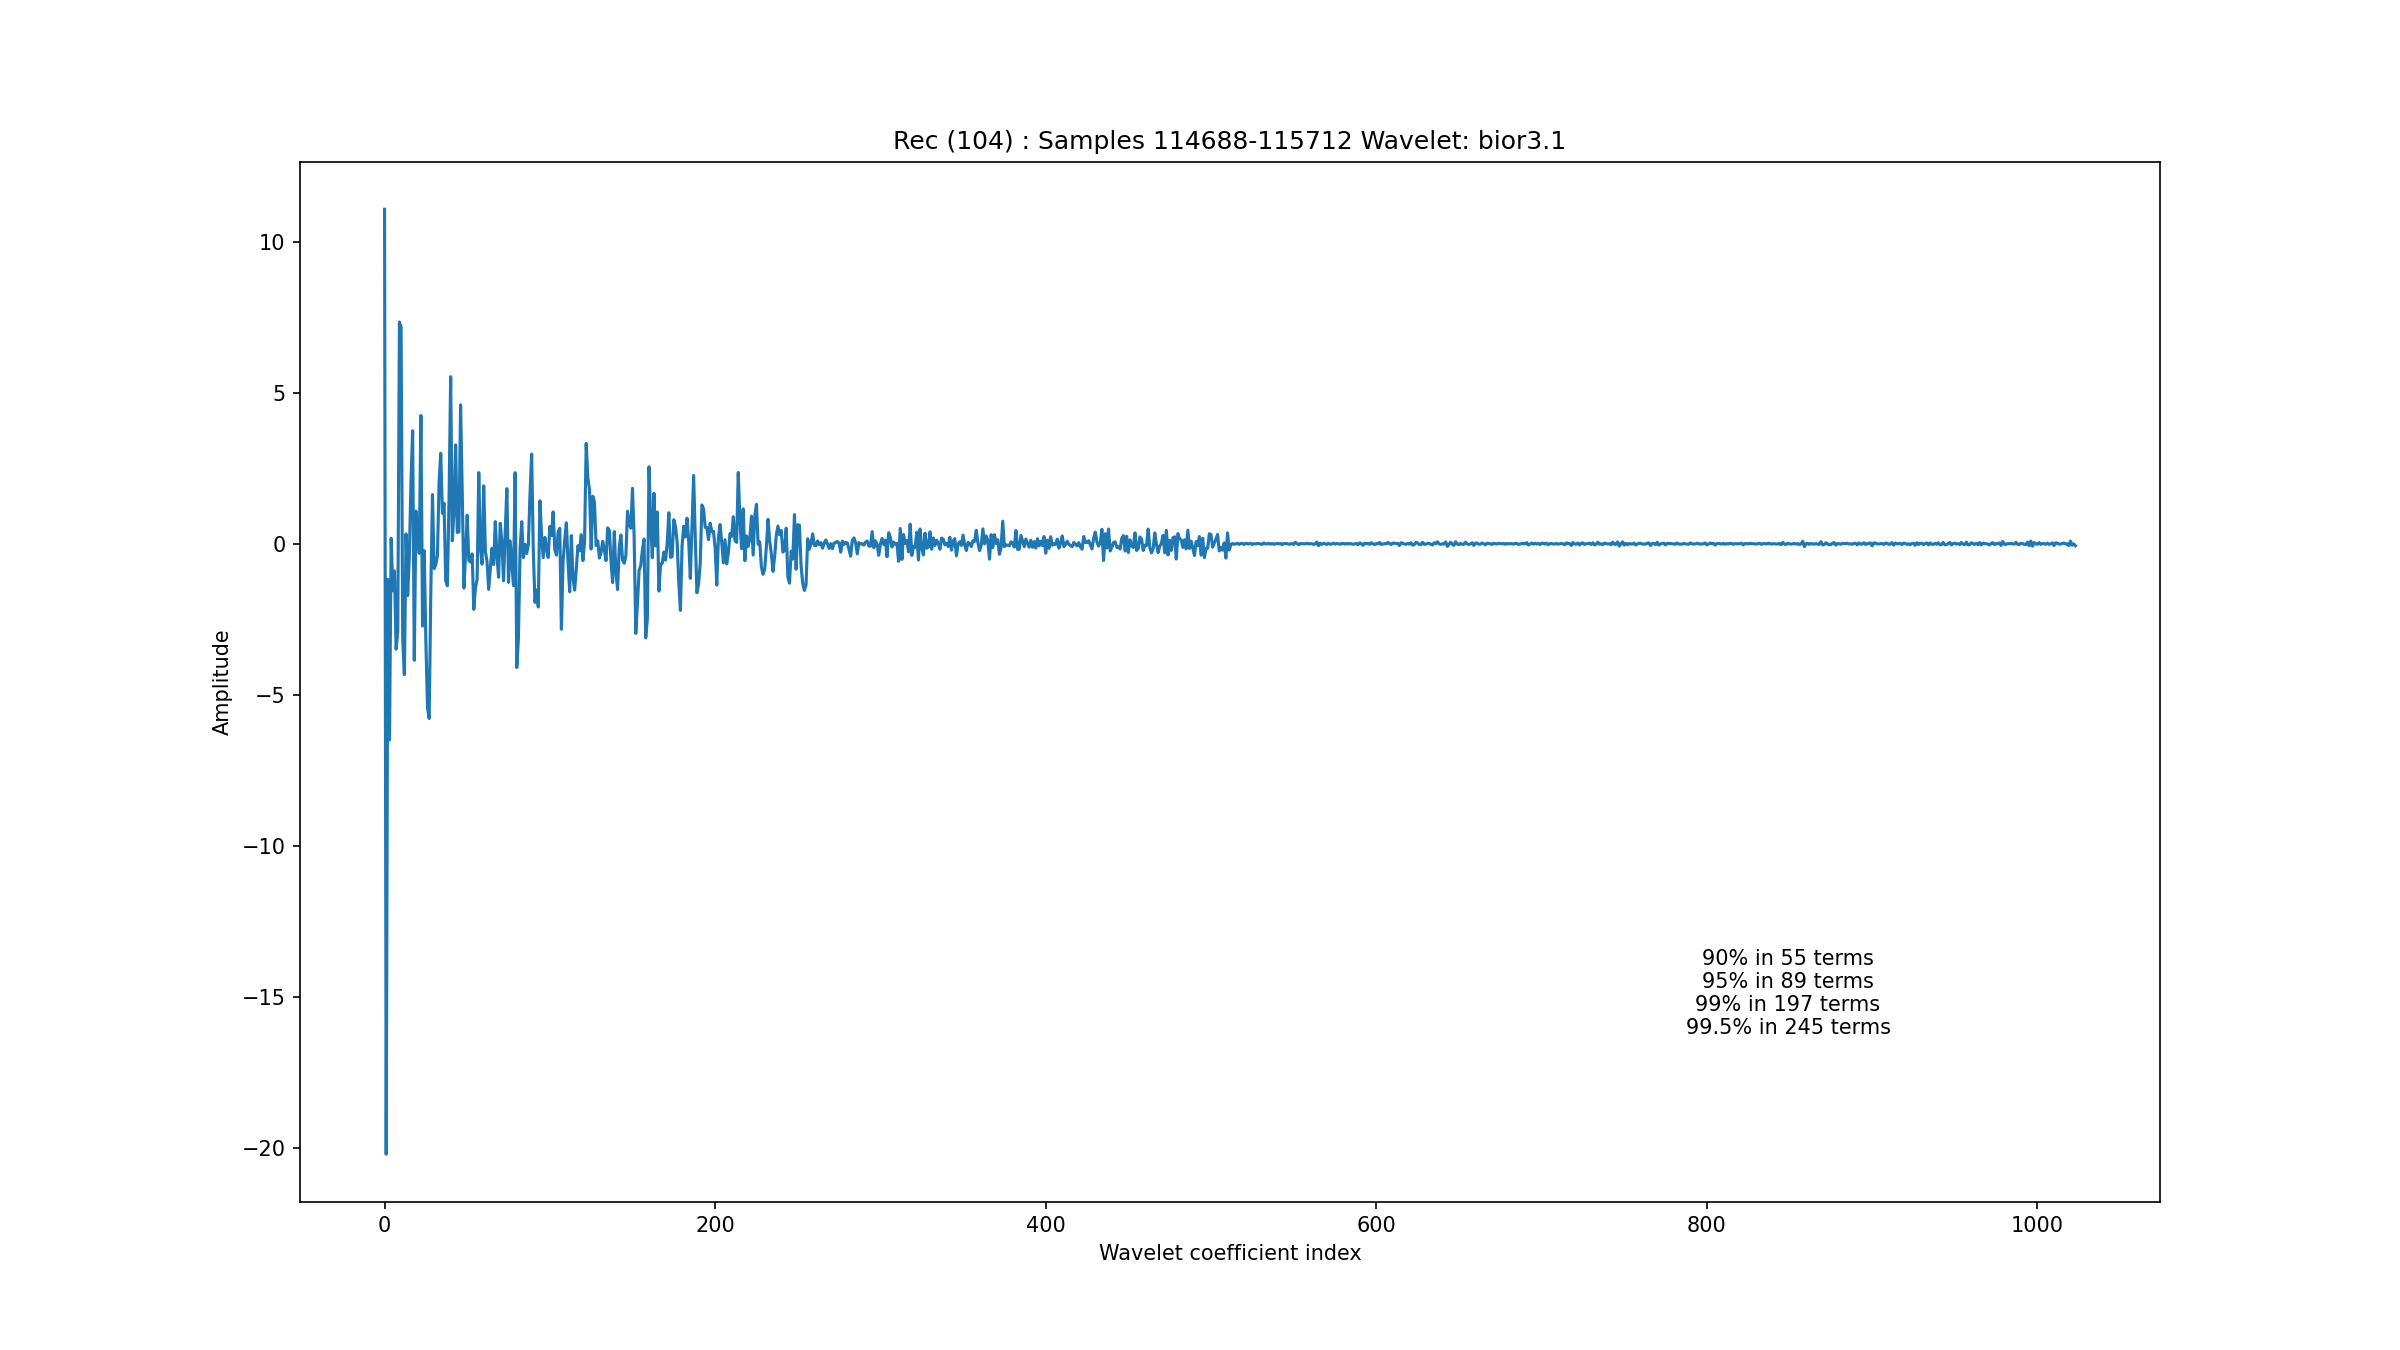 Rec (104) : Samples 114688-115712 Wavelet: bior3.1
10
5
0
−5
−10
−15
−20
Amplitude
90% in 55 terms
95% in 89 terms
99% in 197 terms
99.5% in 245 terms
0 200 400 600 800 1000
Wavelet coefficient index